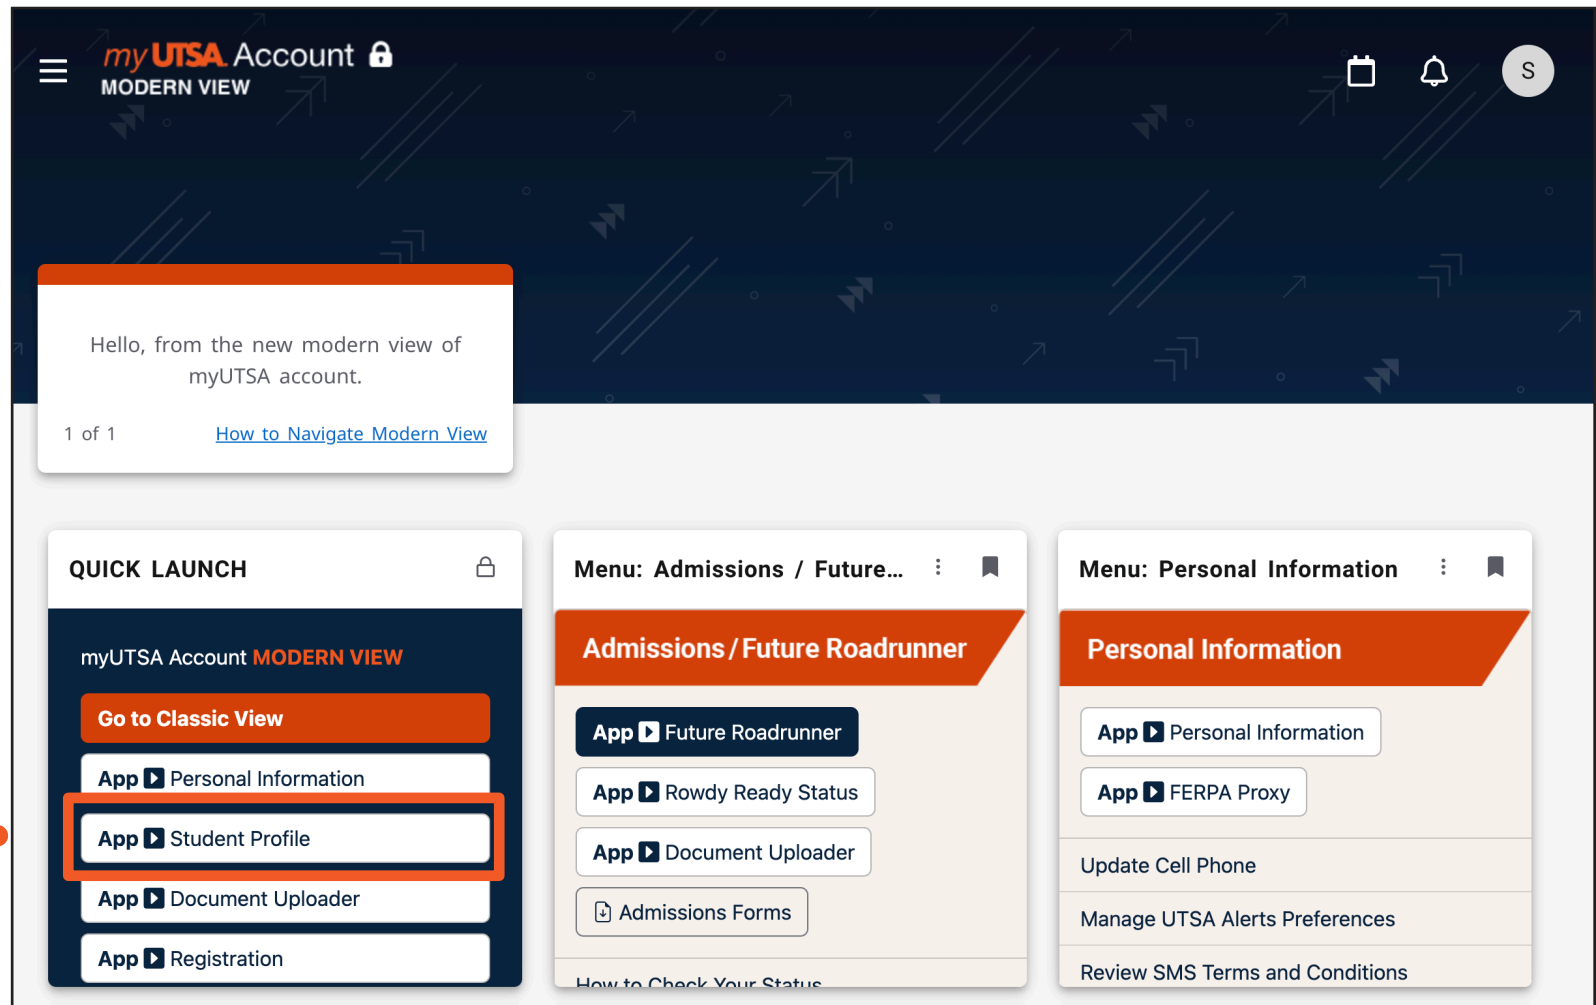 my UTSA. Account
MODERN VIEW
S
Hello, from the new modern view of
myUTSA account.
1 of 1
How to Navigate Modern View
QUICK LAUNCH
myUTSA Account MODERN VIEW
Go to Classic View
App Personal Information
App Student Profile
App Document Uploader
App Registration
Menu: Admissions / Future...
Admissions / Future Roadrunner
App Future Roadrunner
App Rowdy Ready Status
App Document Uploader
Admissions Forms
How to Check Your Status
Menu: Personal Information
Personal Information
App Personal Information
App FERPA Proxy
Update Cell Phone
Manage UTSA Alerts Preferences
Review SMS Terms and Conditions